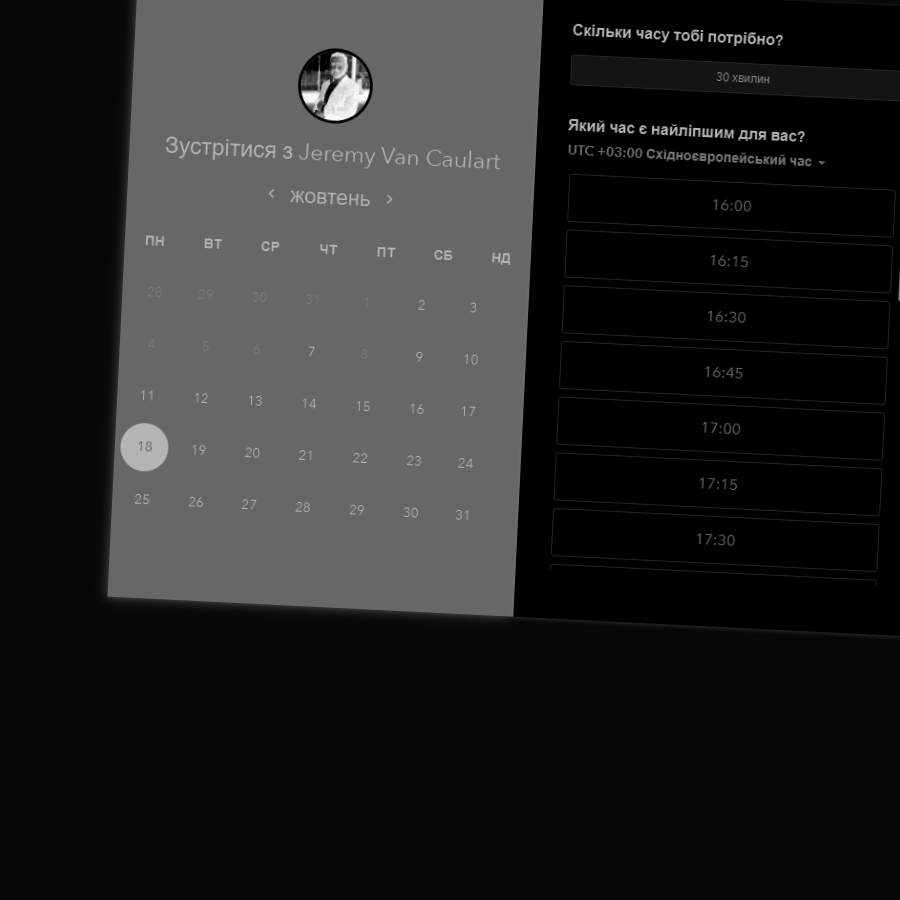 Зустрітися з Jeremy Van Caulart
жовтень
ПН ВТ СР ЧТ ПТ СБ НД
28 29 30 31 1 2 3
4 5 6 7 8 9 10
11 12 13 14 15 16 17
18 19 20 21 22 23 24
25 26 27 28 29 30 31
Скільки часу тобі потрібно?
30 хвилин
Який час є найліпшим для вас?
UTC +03:00 Східноєвропейський час
16:00
16:15
16:30
16:45
17:00
17:15
17:30